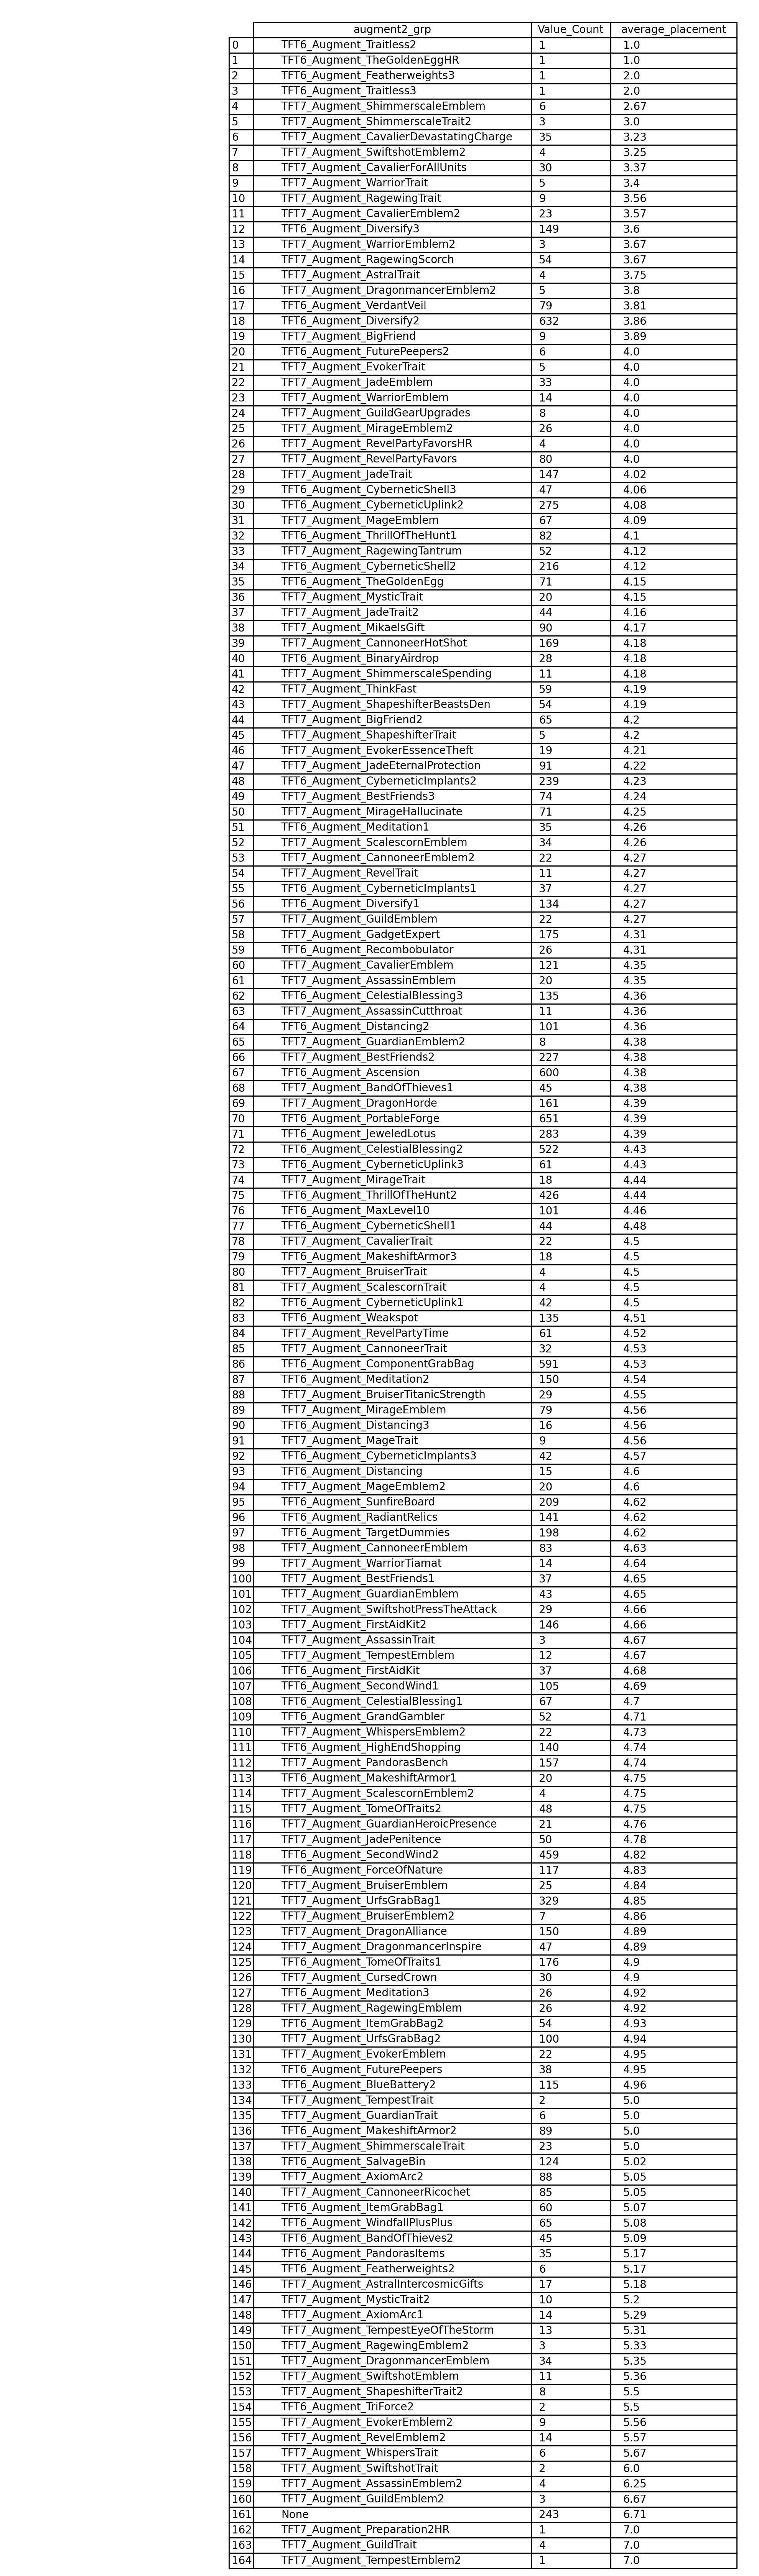 augment2_grp Value_Count average_placement
0 TFT6_Augment_Traitless2 1 1.0
1 TFT6_Augment_TheGoldenEggHR 1 1.0
2 TFT6_Augment_Featherweights3 1 2.0
3 TFT6_Augment_Traitless3 1 2.0
4 TFT7_Augment_ShimmerscaleEmblem 6 2.67
5 TFT7_Augment_ShimmerscaleTrait2 3 3.0
6 TFT7_Augment_CavalierDevastatingCharge 35 3.23
7 TFT7_Augment_SwiftshotEmblem2 4 3.25
8 TFT7_Augment_CavalierForAllUnits 30 3.37
9 TFT7_Augment_WarriorTrait 5 3.4
10 TFT7_Augment_RagewingTrait 9 3.56
11 TFT7_Augment_CavalierEmblem2 23 3.57
12 TFT6_Augment_Diversify3 149 3.6
13 TFT7_Augment_WarriorEmblem2 3 3.67
14 TFT7_Augment_RagewingScorch 54 3.67
15 TFT7_Augment_AstralTrait 4 3.75
16 TFT7_Augment_DragonmancerEmblem2 5 3.8
17 TFT6_Augment_VerdantVeil 79 3.81
18 TFT6_Augment_Diversify2 632 3.86
19 TFT7_Augment_BigFriend 9 3.89
20 TFT6_Augment_FuturePeepers2 6 4.0
21 TFT7_Augment_EvokerTrait 5 4.0
22 TFT7_Augment_JadeEmblem 33 4.0
23 TFT7_Augment_WarriorEmblem 14 4.0
24 TFT7_Augment_GuildGearUpgrades 8 4.0
25 TFT7_Augment_MirageEmblem2 26 4.0
26 TFT7_Augment_RevelPartyFavorsHR 4 4.0
27 TFT7_Augment_RevelPartyFavors 80 4.0
28 TFT7_Augment_JadeTrait 147 4.02
29 TFT6_Augment_CyberneticShell3 47 4.06
30 TFT6_Augment_CyberneticUplink2 275 4.08
31 TFT7_Augment_MageEmblem 67 4.09
32 TFT6_Augment_ThrillOfTheHunt1 82 4.1
33 TFT7_Augment_RagewingTantrum 52 4.12
34 TFT6_Augment_CyberneticShell2 216 4.12
35 TFT6_Augment_TheGoldenEgg 71 4.15
36 TFT7_Augment_MysticTrait 20 4.15
37 TFT7_Augment_JadeTrait2 44 4.16
38 TFT7_Augment_MikaelsGift 90 4.17
39 TFT7_Augment_CannoneerHotShot 169 4.18
40 TFT6_Augment_BinaryAirdrop 28 4.18
41 TFT7_Augment_ShimmerscaleSpending 11 4.18
42 TFT7_Augment_ThinkFast 59 4.19
43 TFT7_Augment_ShapeshifterBeastsDen 54 4.19
44 TFT7_Augment_BigFriend2 65 4.2
45 TFT7_Augment_ShapeshifterTrait 5 4.2
46 TFT7_Augment_EvokerEssenceTheft 19 4.21
47 TFT7_Augment_JadeEternalProtection 91 4.22
48 TFT6_Augment_CyberneticImplants2 239 4.23
49 TFT7_Augment_BestFriends3 74 4.24
50 TFT7_Augment_MirageHallucinate 71 4.25
51 TFT6_Augment_Meditation1 35 4.26
52 TFT7_Augment_ScalescornEmblem 34 4.26
53 TFT7_Augment_CannoneerEmblem2 22 4.27
54 TFT7_Augment_RevelTrait 11 4.27
55 TFT6_Augment_CyberneticImplants1 37 4.27
56 TFT6_Augment_Diversify1 134 4.27
57 TFT7_Augment_GuildEmblem 22 4.27
58 TFT7_Augment_GadgetExpert 175 4.31
59 TFT6_Augment_Recombobulator 26 4.31
60 TFT7_Augment_CavalierEmblem 121 4.35
61 TFT7_Augment_AssassinEmblem 20 4.35
62 TFT6_Augment_CelestialBlessing3 135 4.36
63 TFT7_Augment_AssassinCutthroat 11 4.36
64 TFT6_Augment_Distancing2 101 4.36
65 TFT7_Augment_GuardianEmblem2 8 4.38
66 TFT7_Augment_BestFriends2 227 4.38
67 TFT6_Augment_Ascension 600 4.38
68 TFT7_Augment_BandOfThieves1 45 4.38
69 TFT7_Augment_DragonHorde 161 4.39
70 TFT6_Augment_PortableForge 651 4.39
71 TFT6_Augment_JeweledLotus 283 4.39
72 TFT6_Augment_CelestialBlessing2 522 4.43
73 TFT6_Augment_CyberneticUplink3 61 4.43
74 TFT7_Augment_MirageTrait 18 4.44
75 TFT6_Augment_ThrillOfTheHunt2 426 4.44
76 TFT6_Augment_MaxLevel10 101 4.46
77 TFT6_Augment_CyberneticShell1 44 4.48
78 TFT7_Augment_CavalierTrait 22 4.5
79 TFT6_Augment_MakeshiftArmor3 18 4.5
80 TFT7_Augment_BruiserTrait 4 4.5
81 TFT7_Augment_ScalescornTrait 4 4.5
82 TFT6_Augment_CyberneticUplink1 42 4.5
83 TFT6_Augment_Weakspot 135 4.51
84 TFT7_Augment_RevelPartyTime 61 4.52
85 TFT7_Augment_CannoneerTrait 32 4.53
86 TFT6_Augment_ComponentGrabBag 591 4.53
87 TFT6_Augment_Meditation2 150 4.54
88 TFT7_Augment_BruiserTitanicStrength 29 4.55
89 TFT7_Augment_MirageEmblem 79 4.56
90 TFT6_Augment_Distancing3 16 4.56
91 TFT7_Augment_MageTrait 9 4.56
92 TFT6_Augment_CyberneticImplants3 42 4.57
93 TFT6_Augment_Distancing 15 4.6
94 TFT7_Augment_MageEmblem2 20 4.6
95 TFT6_Augment_SunfireBoard 209 4.62
96 TFT6_Augment_RadiantRelics 141 4.62
97 TFT6_Augment_TargetDummies 198 4.62
98 TFT7_Augment_CannoneerEmblem 83 4.63
99 TFT7_Augment_WarriorTiamat 14 4.64
100 TFT7_Augment_BestFriends1 37 4.65
101 TFT7_Augment_GuardianEmblem 43 4.65
102 TFT7_Augment_SwiftshotPressTheAttack 29 4.66
103 TFT7_Augment_FirstAidKit2 146 4.66
104 TFT7_Augment_AssassinTrait 3 4.67
105 TFT7_Augment_TempestEmblem 12 4.67
106 TFT6_Augment_FirstAidKit 37 4.68
107 TFT6_Augment_SecondWind1 105 4.69
108 TFT6_Augment_CelestialBlessing1 67 4.7
109 TFT6_Augment_GrandGambler 52 4.71
110 TFT7_Augment_WhispersEmblem2 22 4.73
111 TFT6_Augment_HighEndShopping 140 4.74
112 TFT7_Augment_PandorasBench 157 4.74
113 TFT6_Augment_MakeshiftArmor1 20 4.75
114 TFT7_Augment_ScalescornEmblem2 4 4.75
115 TFT7_Augment_TomeOfTraits2 48 4.75
116 TFT7_Augment_GuardianHeroicPresence 21 4.76
117 TFT7_Augment_JadePenitence 50 4.78
118 TFT6_Augment_SecondWind2 459 4.82
119 TFT6_Augment_ForceOfNature 117 4.83
120 TFT7_Augment_BruiserEmblem 25 4.84
121 TFT7_Augment_UrfsGrabBag1 329 4.85
122 TFT7_Augment_BruiserEmblem2 7 4.86
123 TFT7_Augment_DragonAlliance 150 4.89
124 TFT7_Augment_DragonmancerInspire 47 4.89
125 TFT6_Augment_TomeOfTraits1 176 4.9
126 TFT7_Augment_CursedCrown 30 4.9
127 TFT6_Augment_Meditation3 26 4.92
128 TFT7_Augment_RagewingEmblem 26 4.92
129 TFT6_Augment_ItemGrabBag2 54 4.93
130 TFT7_Augment_UrfsGrabBag2 100 4.94
131 TFT7_Augment_EvokerEmblem 22 4.95
132 TFT6_Augment_FuturePeepers 38 4.95
133 TFT6_Augment_BlueBattery2 115 4.96
134 TFT7_Augment_TempestTrait 2 5.0
135 TFT7_Augment_GuardianTrait 6 5.0
136 TFT6_Augment_MakeshiftArmor2 89 5.0
137 TFT7_Augment_ShimmerscaleTrait 23 5.0
138 TFT6_Augment_SalvageBin 124 5.02
139 TFT7_Augment_AxiomArc2 88 5.05
140 TFT7_Augment_CannoneerRicochet 85 5.05
141 TFT6_Augment_ItemGrabBag1 60 5.07
142 TFT6_Augment_WindfallPlusPlus 65 5.08
143 TFT6_Augment_BandOfThieves2 45 5.09
144 TFT6_Augment_PandorasItems 35 5.17
145 TFT6_Augment_Featherweights2 6 5.17
146 TFT7_Augment_AstralIntercosmicGifts 17 5.18
147 TFT7_Augment_MysticTrait2 10 5.2
148 TFT7_Augment_AxiomArc1 14 5.29
149 TFT7_Augment_TempestEyeOfTheStorm 13 5.31
150 TFT7_Augment_RagewingEmblem2 3 5.33
151 TFT7_Augment_DragonmancerEmblem 34 5.35
152 TFT7_Augment_SwiftshotEmblem 11 5.36
153 TFT7_Augment_ShapeshifterTrait2 8 5.5
154 TFT6_Augment_TriForce2 2 5.5
155 TFT7_Augment_EvokerEmblem2 9 5.56
156 TFT7_Augment_RevelEmblem2 14 5.57
157 TFT7_Augment_WhispersTrait 6 5.67
158 TFT7_Augment_SwiftshotTrait 2 6.0
159 TFT7_Augment_AssassinEmblem2 4 6.25
160 TFT7_Augment_GuildEmblem2 3 6.67
161 None 243 6.71
162 TFT7_Augment_Preparation2HR 1 7.0
163 TFT7_Augment_GuildTrait 4 7.0
164 TFT7_Augment_TempestEmblem2 1 7.0